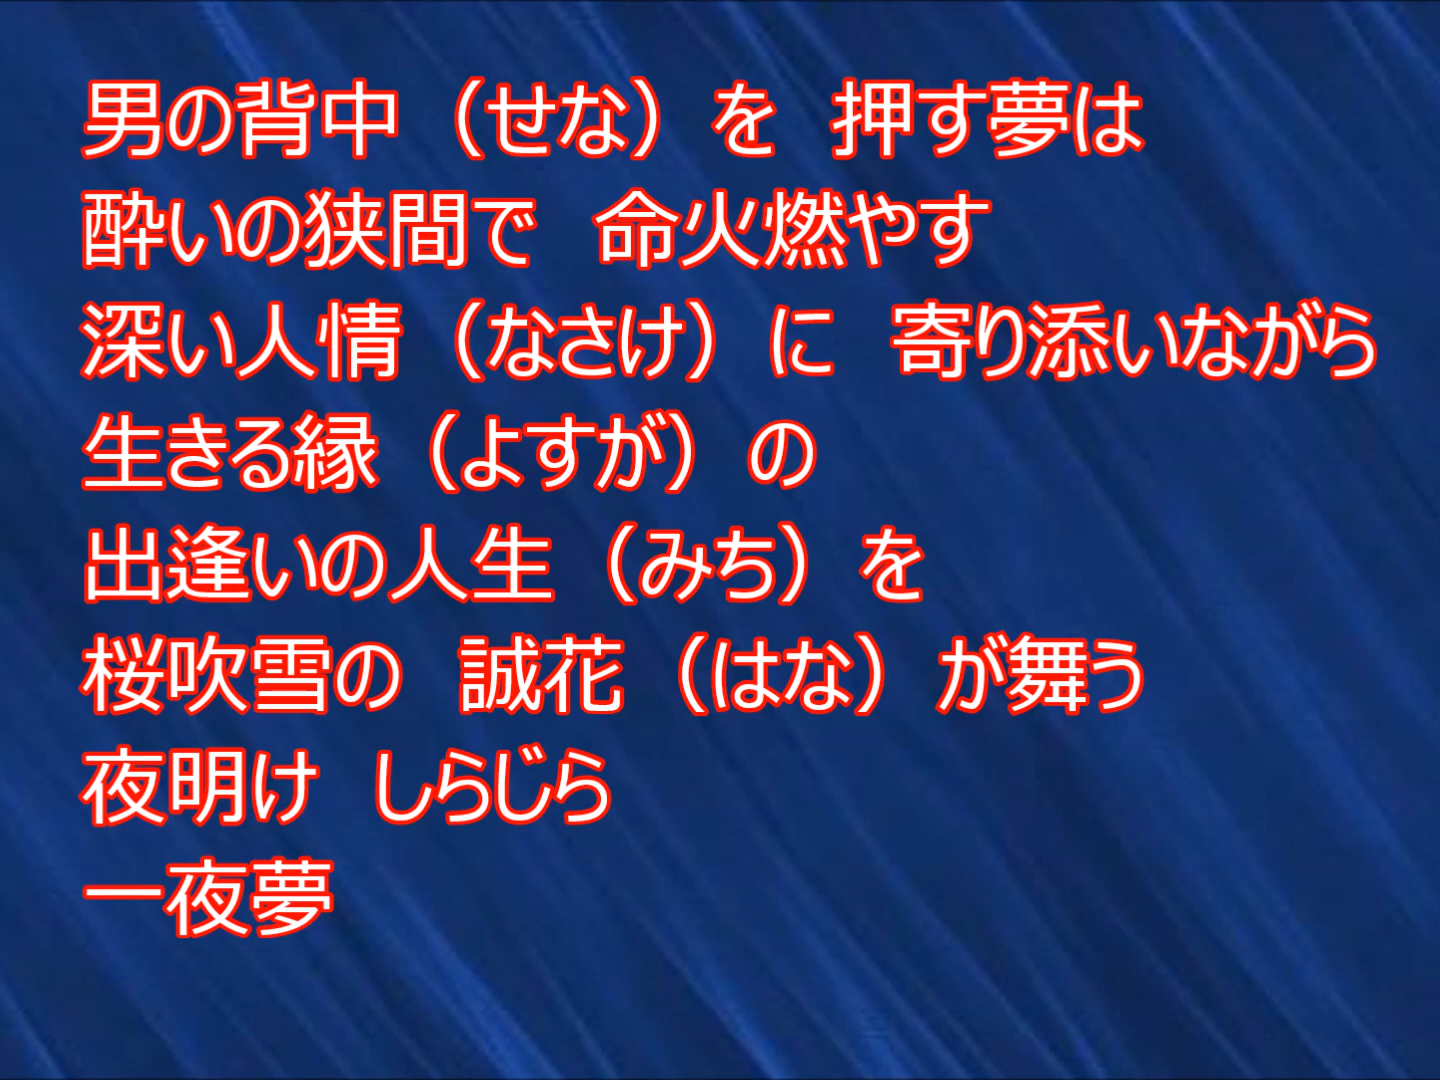 男の背中（せな）を　押す夢は
酔いの狭間で　命火燃やす
深い人情（なさけ）に　寄り添いながら
生きる縁（よすが）の
出逢いの人生（みち）を
桜吹雪の　誠花（はな）が舞う
夜明け　しらじら
一夜夢